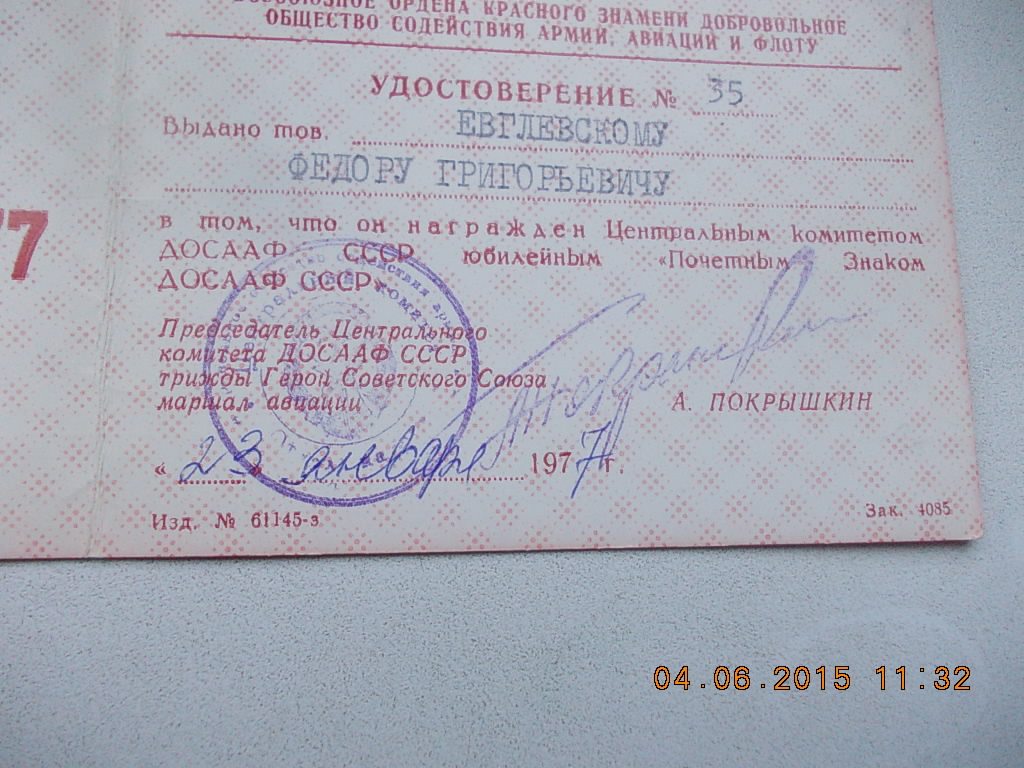 ОРДЕНА КРАСНОГО ЗНАМЕНИ ДОБРОВОЛЬНОЕ
ОБЩЕСТВО СОДЕЙСТВИЯ АРМИИ, АВИАЦИИ И ФЛОТУ
УДОСТОВЕРЕНИЕ № 35
Выдано тов. ЕВГЛЕВСКОМУ
ФЕДОРУ ГРИГОРЬЕВИЧУ
в том, что он награжден Центральным комитетом
ДОСААФ СССР юбилейным «Почетным Знаком
ДОСААФ СССР».
7
Председатель Центрального
комитета ДОСААФ СССР
трижды Герой Советского Союза
маршал авиации
А. ПОКРЫШКИН
«23» января 1977 г.
Изд. № 61145-з
Зак. 4085
04.06.2015 11:32